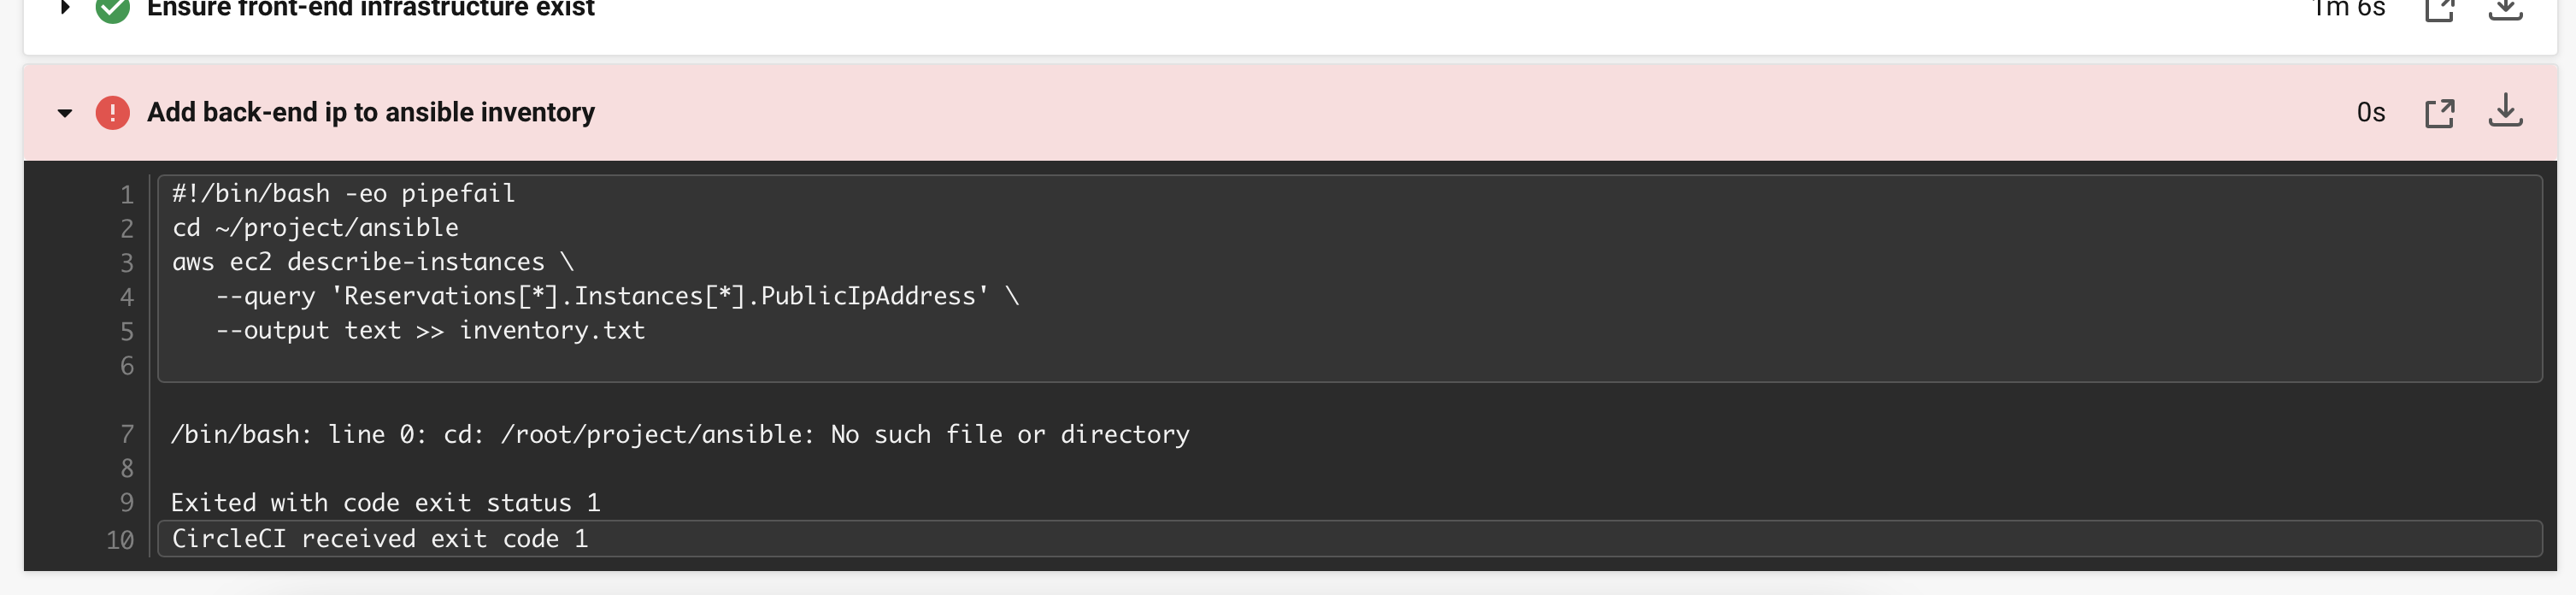 Ensure front-end infrastructure exist
1m 6s
Add back-end ip to ansible inventory
0s
1 #!/bin/bash -eo pipefail
2 cd ~/project/ansible
3 aws ec2 describe-instances \
4    --query 'Reservations[*].Instances[*].PublicIpAddress' \
5    --output text >> inventory.txt
6
7 /bin/bash: line 0: cd: /root/project/ansible: No such file or directory
8
9 Exited with code exit status 1
10 CircleCI received exit code 1